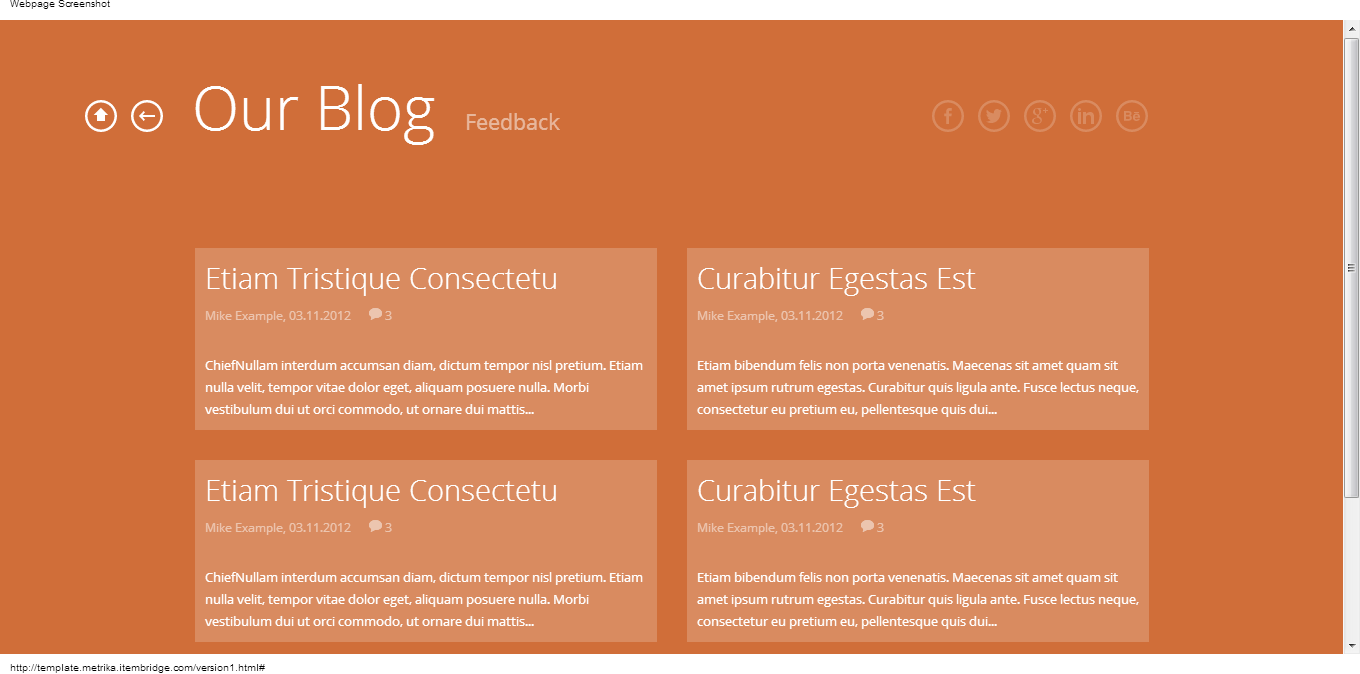 Webpage Screenshot
Our Blog Feedback
f g+ in Bē
Etiam Tristique Consectetu
Mike Example, 03.11.2012 3
ChiefNullam interdum accumsan diam, dictum tempor nisl pretium. Etiam
nulla velit, tempor vitae dolor eget, aliquam posuere nulla. Morbi
vestibulum dui ut orci commodo, ut ornare dui mattis...
Curabitur Egestas Est
Mike Example, 03.11.2012 3
Etiam bibendum felis non porta venenatis. Maecenas sit amet quam sit
amet ipsum rutrum egestas. Curabitur quis ligula ante. Fusce lectus neque,
consectetur eu pretium eu, pellentesque quis dui...
Etiam Tristique Consectetu
Mike Example, 03.11.2012 3
ChiefNullam interdum accumsan diam, dictum tempor nisl pretium. Etiam
nulla velit, tempor vitae dolor eget, aliquam posuere nulla. Morbi
vestibulum dui ut orci commodo, ut ornare dui mattis...
Curabitur Egestas Est
Mike Example, 03.11.2012 3
Etiam bibendum felis non porta venenatis. Maecenas sit amet quam sit
amet ipsum rutrum egestas. Curabitur quis ligula ante. Fusce lectus neque,
consectetur eu pretium eu, pellentesque quis dui...
http://template.metrika.itembridge.com/version1.html#